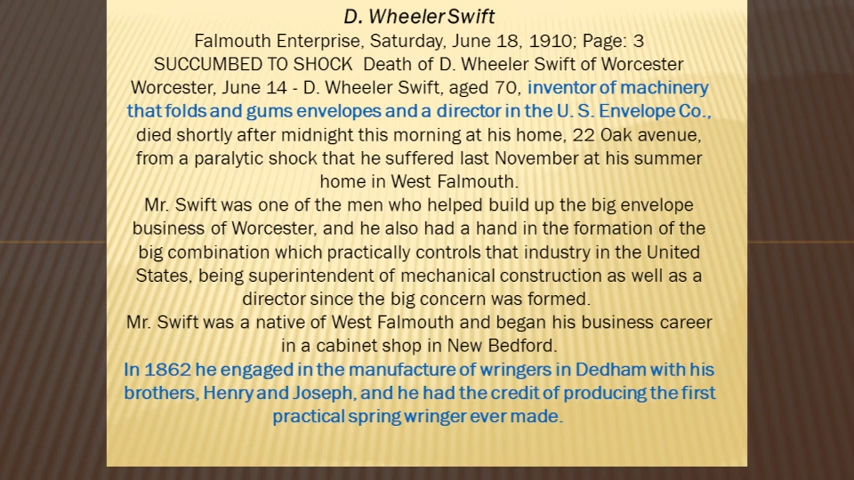 D. Wheeler Swift
Falmouth Enterprise, Saturday, June 18, 1910; Page: 3
SUCCUMBED TO SHOCK Death of D. Wheeler Swift of Worcester
Worcester, June 14 - D. Wheeler Swift, aged 70, inventor of machinery
that folds and gums envelopes and a director in the U. S. Envelope Co.,
died shortly after midnight this morning at his home, 22 Oak avenue,
from a paralytic shock that he suffered last November at his summer
home in West Falmouth.
Mr. Swift was one of the men who helped build up the big envelope
business of Worcester, and he also had a hand in the formation of the
big combination which practically controls that industry in the United
States, being superintendent of mechanical construction as well as a
director since the big concern was formed.
Mr. Swift was a native of West Falmouth and began his business career
in a cabinet shop in New Bedford.
In 1862 he engaged in the manufacture of wringers in Dedham with his
brothers, Henry and Joseph, and he had the credit of producing the first
practical spring wringer ever made.